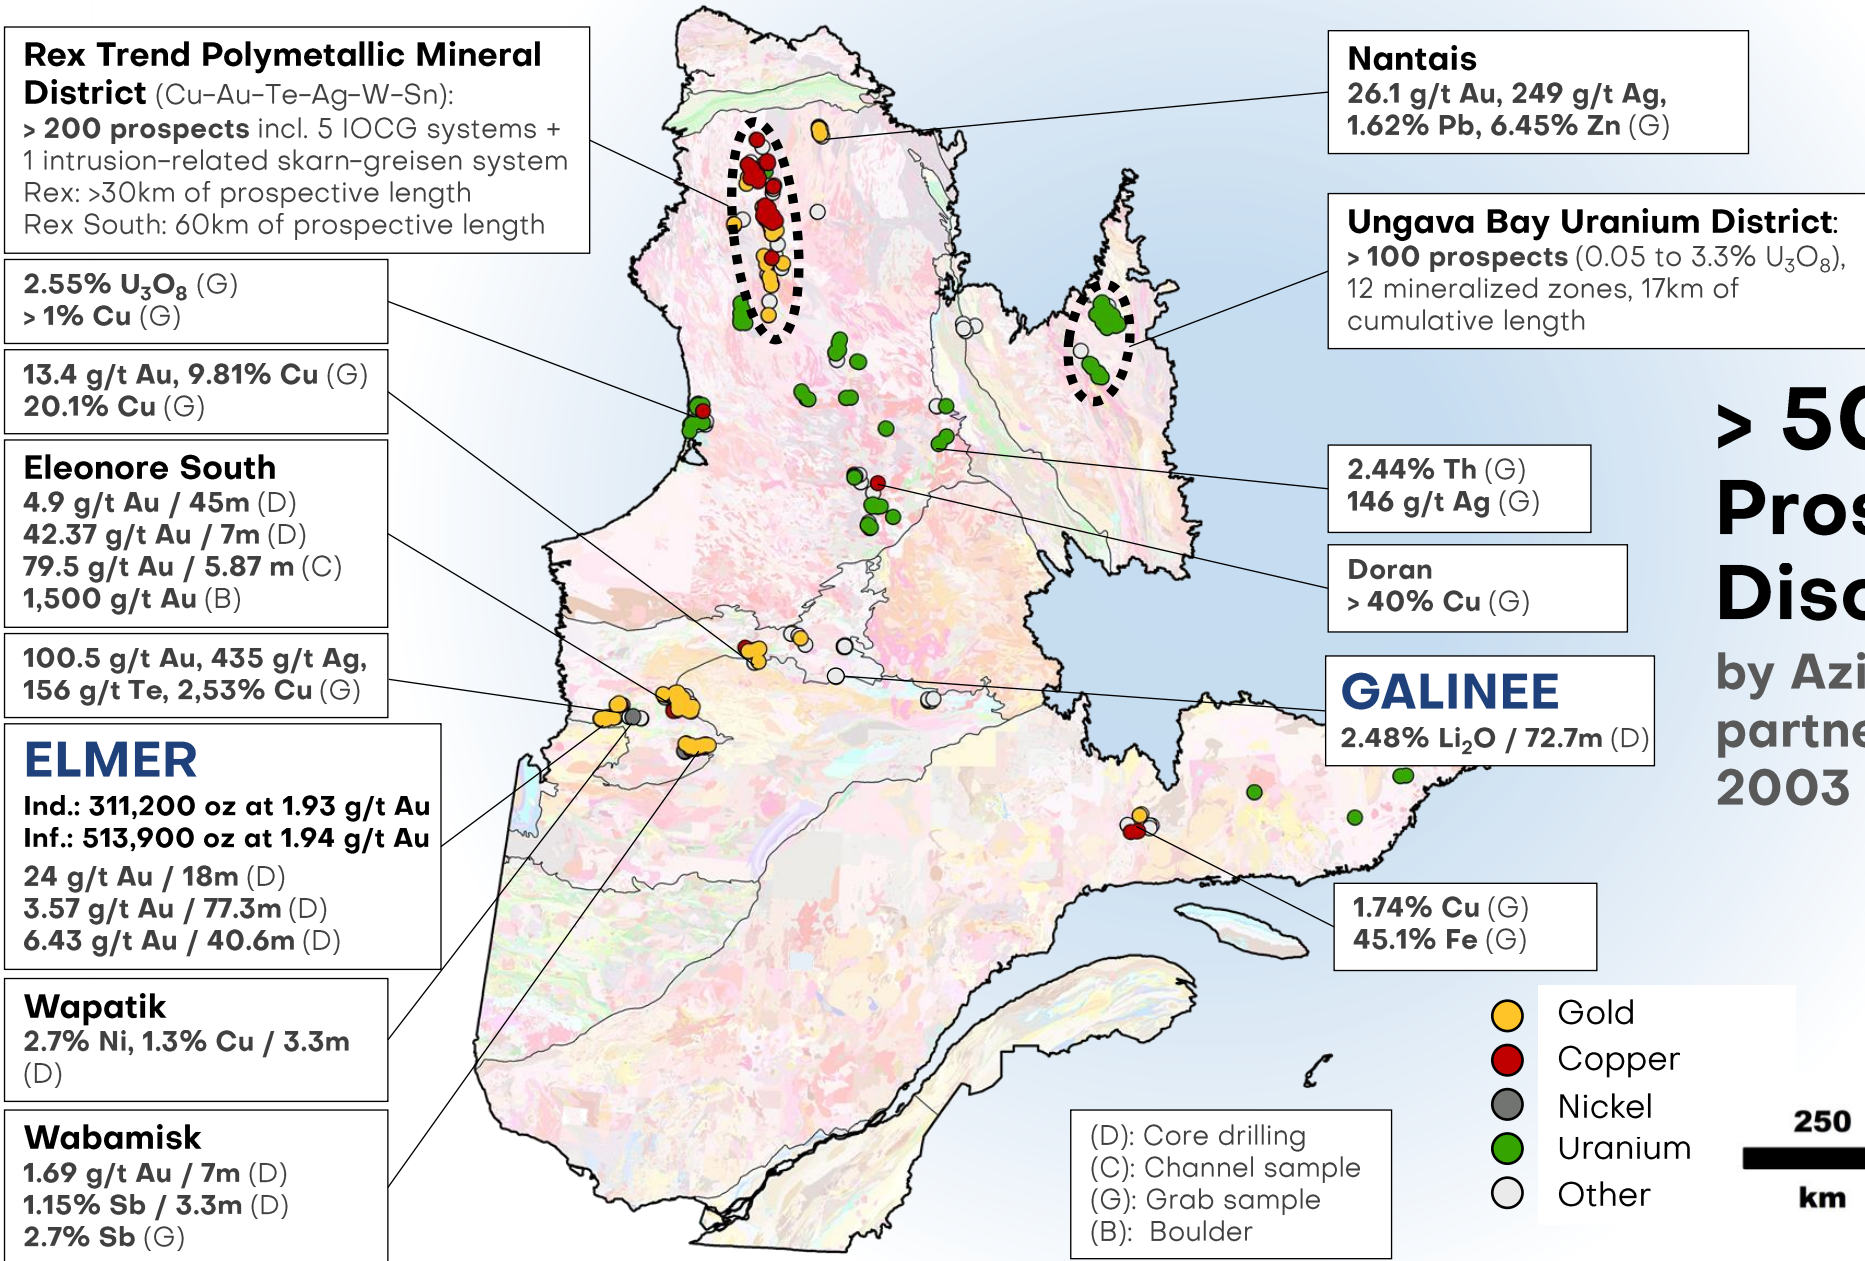 Rex Trend Polymetallic Mineral
District (Cu-Au-Te-Ag-W-Sn):
> 200 prospects incl. 5 IOCG systems +
1 intrusion-related skarn-greisen system
Rex: >30km of prospective length
Rex South: 60km of prospective length
2.55% U₃O₈ (G)
> 1% Cu (G)
13.4 g/t Au, 9.81% Cu (G)
20.1% Cu (G)
Eleonore South
4.9 g/t Au / 45m (D)
42.37 g/t Au / 7m (D)
79.5 g/t Au / 5.87 m (C)
1,500 g/t Au (B)
100.5 g/t Au, 435 g/t Ag,
156 g/t Te, 2,53% Cu (G)
ELMER
Ind.: 311,200 oz at 1.93 g/t Au
Inf.: 513,900 oz at 1.94 g/t Au
24 g/t Au / 18m (D)
3.57 g/t Au / 77.3m (D)
6.43 g/t Au / 40.6m (D)
Wapatik
2.7% Ni, 1.3% Cu / 3.3m
(D)
Wabamisk
1.69 g/t Au / 7m (D)
1.15% Sb / 3.3m (D)
2.7% Sb (G)
Nantais
26.1 g/t Au, 249 g/t Ag,
1.62% Pb, 6.45% Zn (G)
Ungava Bay Uranium District:
> 100 prospects (0.05 to 3.3% U₃O₈),
12 mineralized zones, 17km of
cumulative length
2.44% Th (G)
146 g/t Ag (G)
Doran
> 40% Cu (G)
GALINEE
2.48% Li₂O / 72.7m (D)
1.74% Cu (G)
45.1% Fe (G)
> 50
Pros
Disc
by Azi
partne
2003
Gold
Copper
Nickel
Uranium
Other
250
km
(D): Core drilling
(C): Channel sample
(G): Grab sample
(B): Boulder